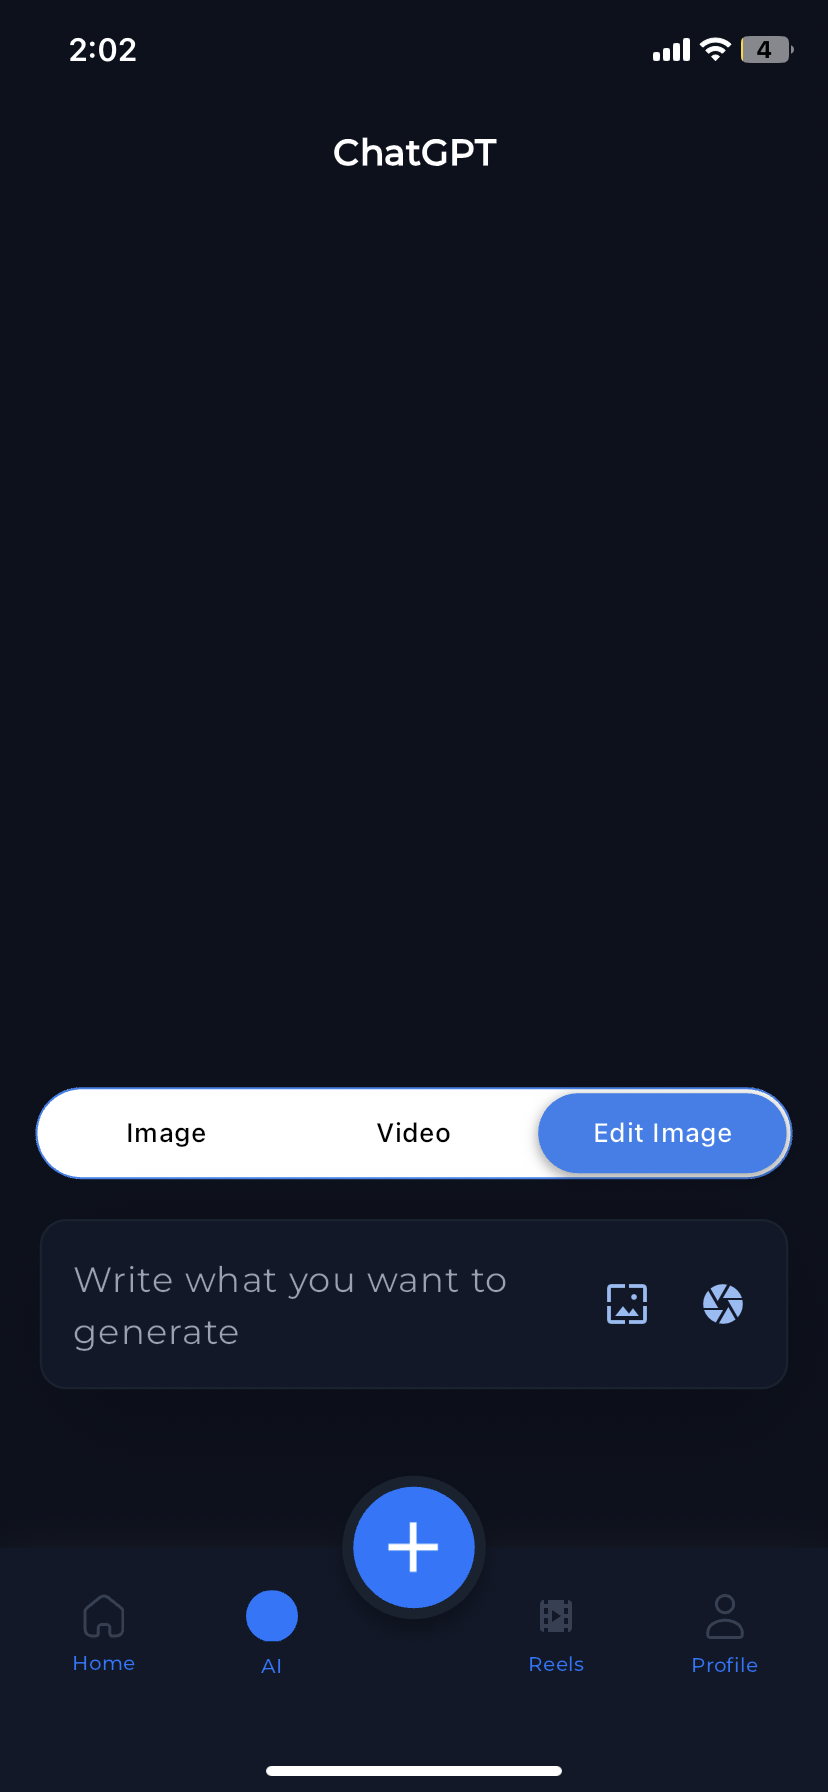 2:02
4
ChatGPT
Image
Video
Edit Image
Write what you want to
generate
Home
AI
Reels
Profile